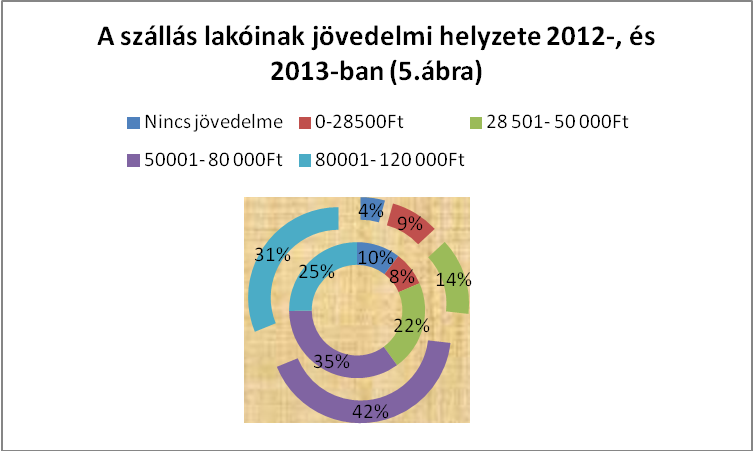 A szállás lakóinak jövedelmi helyzete 2012-, és
2013-ban (5.ábra)
Nincs jövedelme 0-28500Ft 28 501- 50 000Ft
50001- 80 000Ft 80001- 120 000Ft
4%
9%
31%
10%
25%
8%
14%
22%
35%
42%